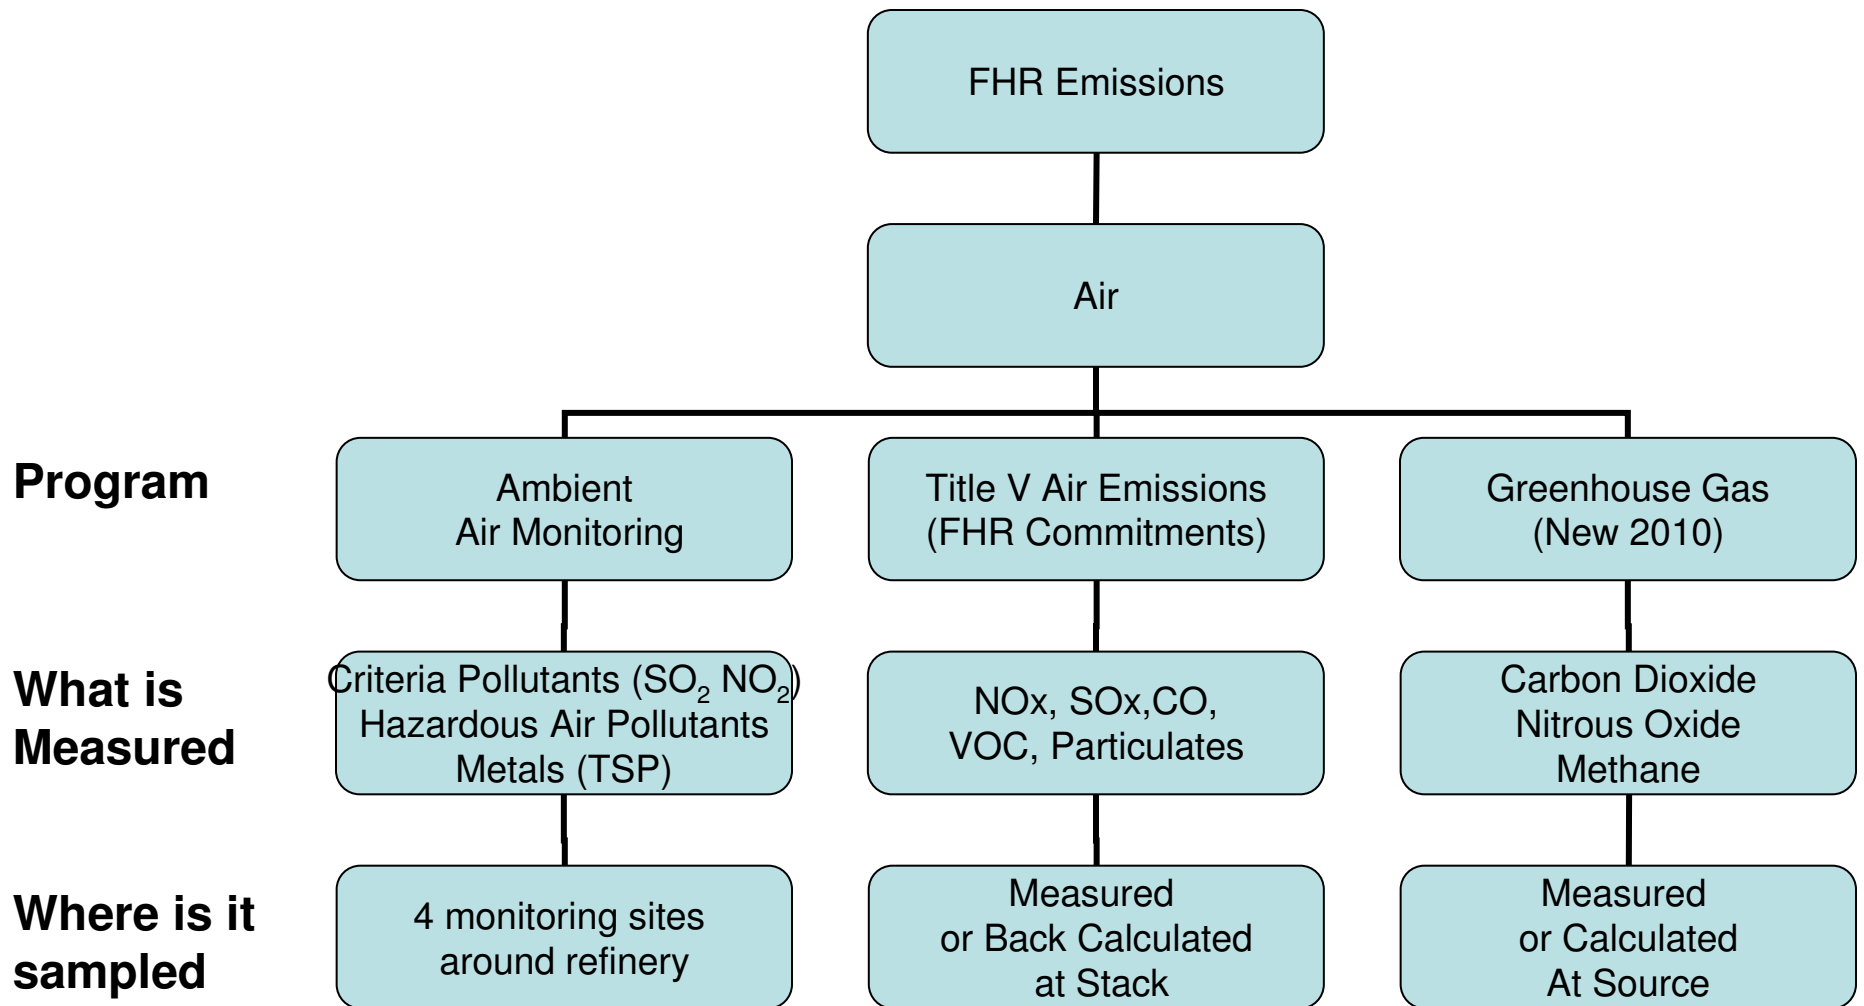 FHR Emissions
Air
Program
Ambient
Air Monitoring
Title V Air Emissions
(FHR Commitments)
Greenhouse Gas
(New 2010)
What is
Measured
Criteria Pollutants (SO₂ NO₂)
Hazardous Air Pollutants
Metals (TSP)
NOx, SOx,CO,
VOC, Particulates
Carbon Dioxide
Nitrous Oxide
Methane
Where is it
sampled
4 monitoring sites
around refinery
Measured
or Back Calculated
at Stack
Measured
or Calculated
At Source